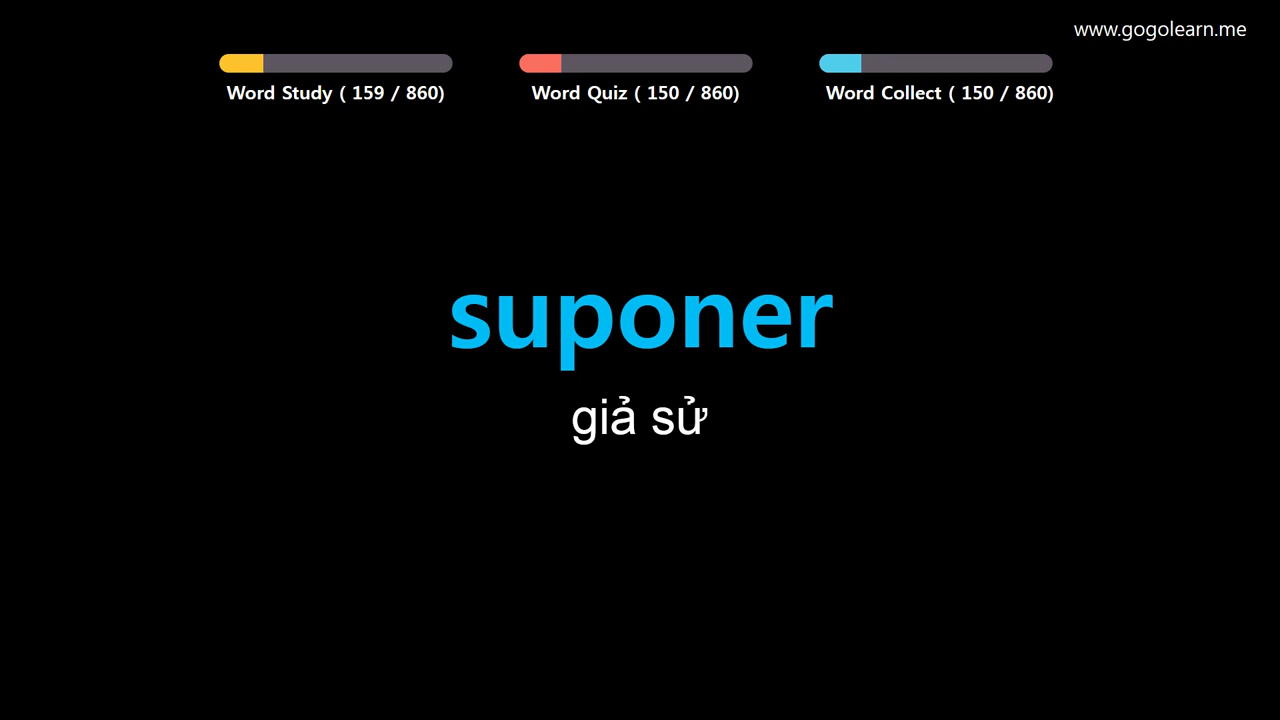 www.gogolearn.me
Word Study ( 159 / 860)
Word Quiz ( 150 / 860)
Word Collect ( 150 / 860)
suponer
giả sử